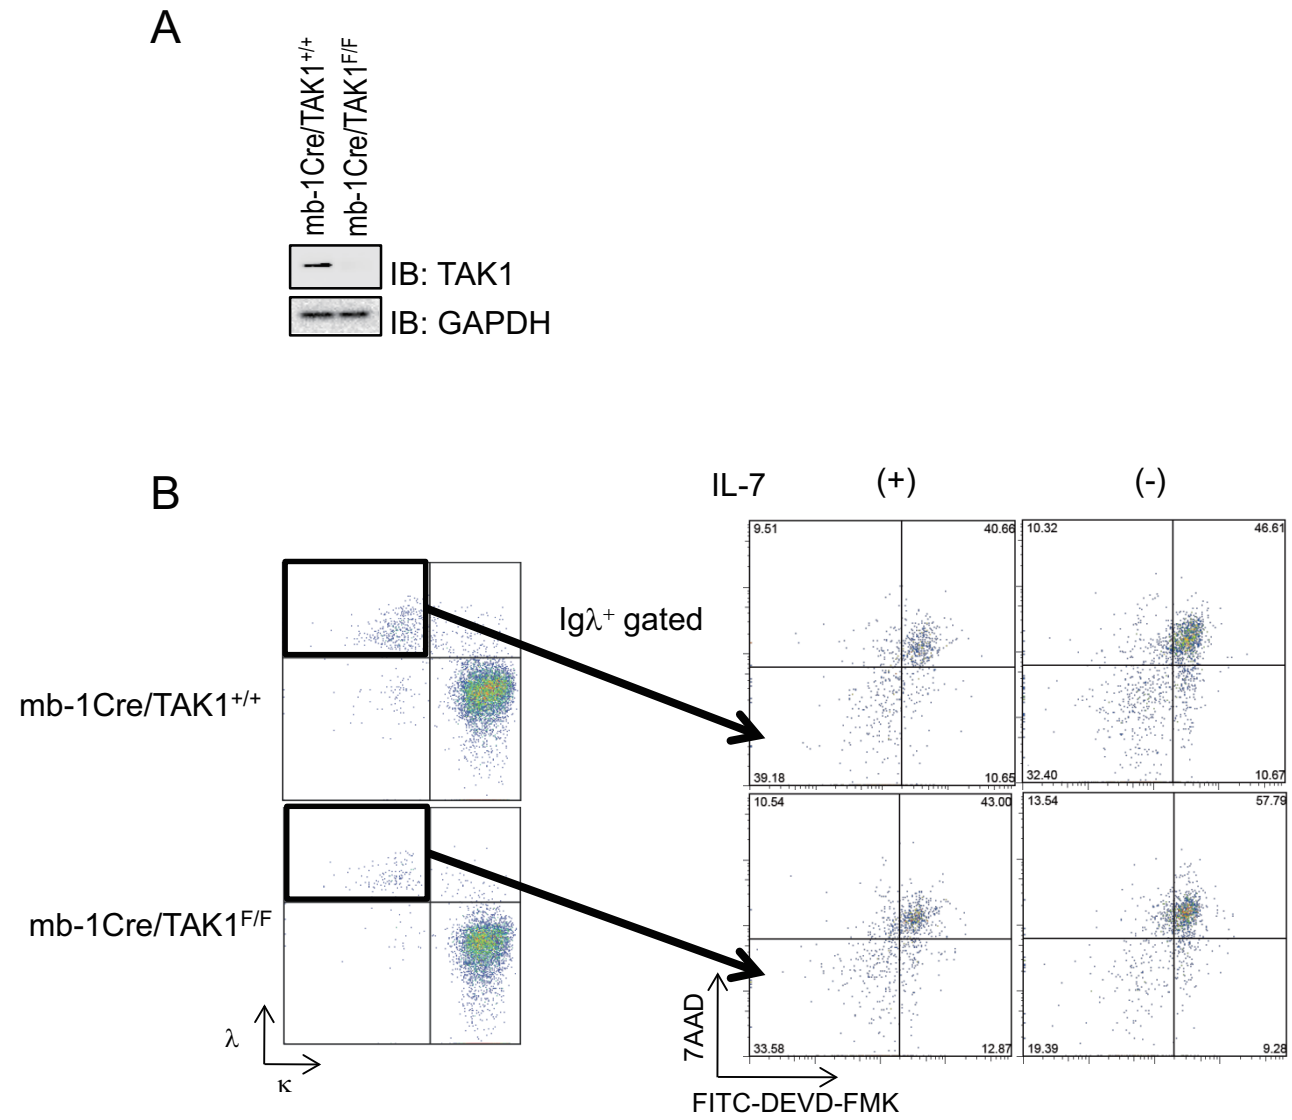 A
mb-1Cre/TAK1+/+
mb-1Cre/TAK1F/F
IB: TAK1
IB: GAPDH
B
IL-7 (+) (-)
9.51 40.66 10.32 46.61
Igλ+ gated
mb-1Cre/TAK1+/+
39.18 10.65 32.40 10.67
10.54 43.00 13.54 57.79
mb-1Cre/TAK1F/F
33.58 12.87 19.39 9.28
λ
κ
7AAD
FITC-DEVD-FMK